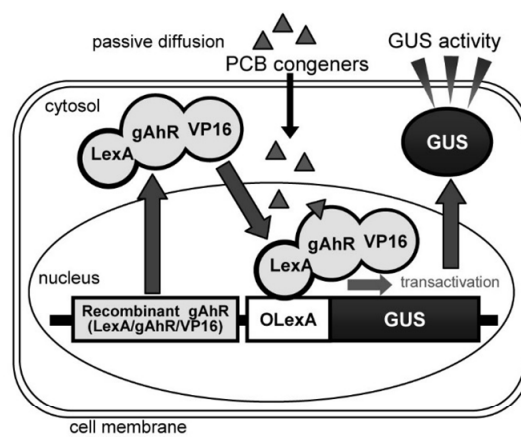 passive diffusion
PCB congeners
GUS activity
cytosol
LexA
gAhR
VP16
GUS
LexA
gAhR
VP16
nucleus
transactivation
Recombinant gAhR
(LexA/gAhR/VP16)
OLexA
GUS
cell membrane